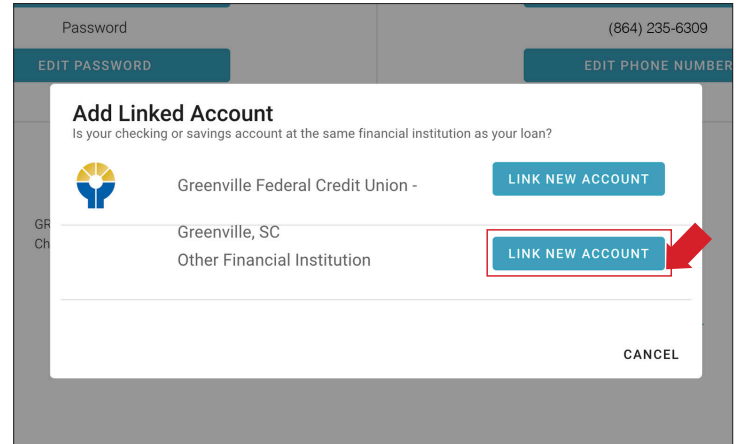 Password
(864) 235-6309
EDIT PASSWORD
EDIT PHONE NUMBER
Add Linked Account
Is your checking or savings account at the same financial institution as your loan?
Greenville Federal Credit Union -
LINK NEW ACCOUNT
GR
Greenville, SC
Ch
Other Financial Institution
LINK NEW ACCOUNT
CANCEL